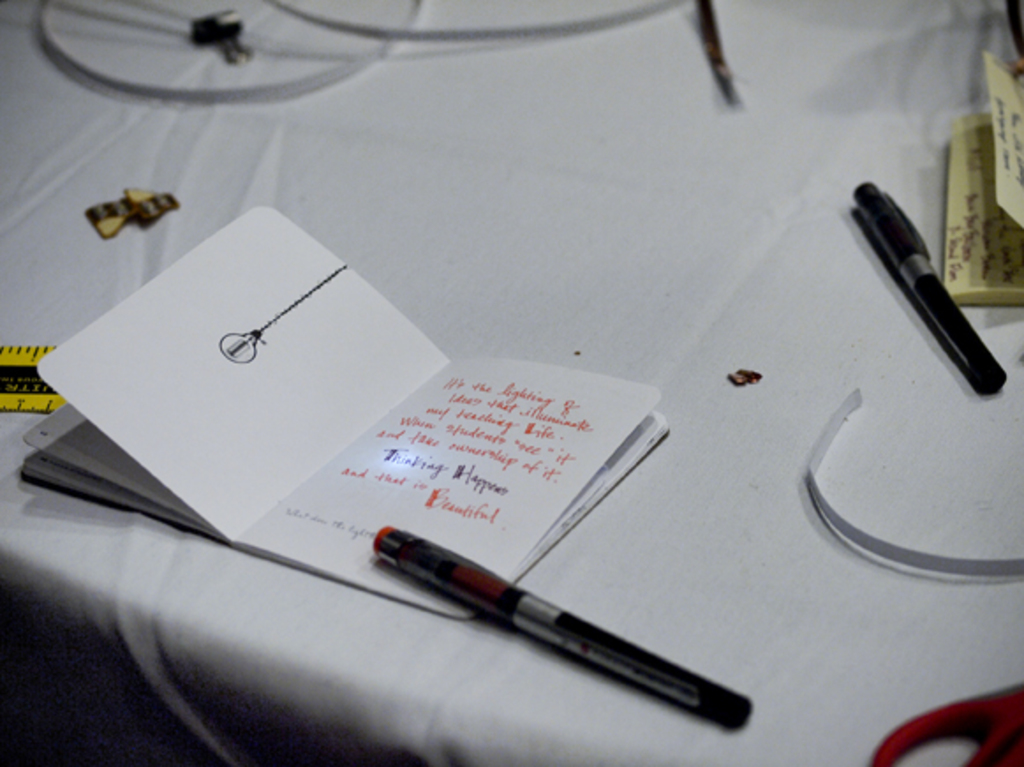 It's the lighting of
Ideas that illuminate
my teaching life.
When students "see" it
and take ownership of it.
Thinking Happens
and that is Beautiful.
What does the light